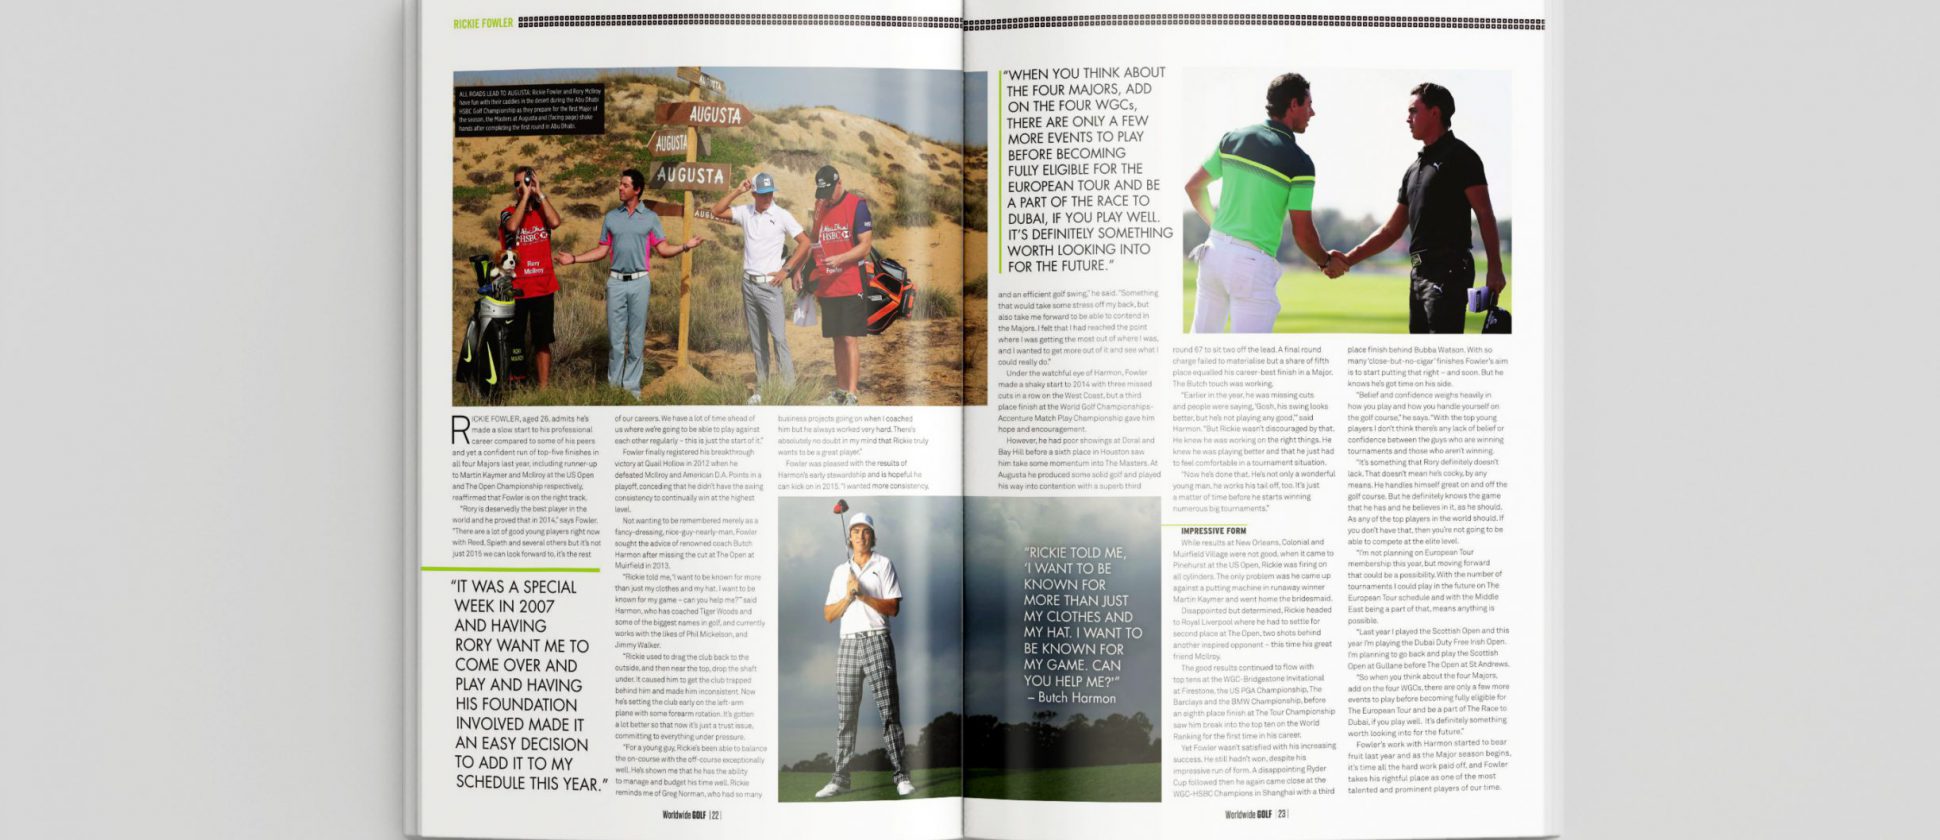 RICKIE FOWLER
ALL ROADS LEAD TO AUGUSTA: Rickie Fowler and Rory McIlroy
have fun with their caddies in the desert during the Abu Dhabi
HSBC Golf Championship as they prepare for the first Major of
the season, the Masters at Augusta and (facing page) shake
hands after completing the first round in Abu Dhabi.
AUGUSTA
AUGUSTA
AUGUSTA
HSBC
Rory
McIlroy
HSBC
Fowler
RICKIE FOWLER, aged 26, admits he's
made a slow start to his professional
career compared to some of his peers
and yet a confident run of top-five finishes in
all four Majors last year, including runner-up
to Martin Kaymer and McIlroy at the US Open
and The Open Championship respectively,
reaffirmed that Fowler is on the right track.
"Rory is deservedly the best player in the
world and he proved that in 2014," says Fowler.
"There are a lot of good young players right now
with Reed, Spieth and several others but it's not
just 2015 we can look forward to, it's the rest
"IT WAS A SPECIAL
WEEK IN 2007
AND HAVING
RORY WANT ME TO
COME OVER AND
PLAY AND HAVING
HIS FOUNDATION
INVOLVED MADE IT
AN EASY DECISION
TO ADD IT TO MY
SCHEDULE THIS YEAR."
of our careers. We have a lot of time ahead of
us where we're going to be able to play against
each other regularly – this is just the start of it."
Fowler finally registered his breakthrough
victory at Quail Hollow in 2012 when he
defeated McIlroy and American D.A. Points in a
playoff, conceding that he didn't have the swing
consistency to continually win at the highest
level.
Not wanting to be remembered merely as a
fancy-dressing, nice-guy-nearly-man, Fowler
sought the advice of renowned coach Butch
Harmon after missing the cut at The Open at
Muirfield in 2013.
"Rickie told me, 'I want to be known for more
than just my clothes and my hat. I want to be
known for my game – can you help me?'" said
Harmon, who has coached Tiger Woods and
some of the biggest names in golf, and currently
works with the likes of Phil Mickelson, and
Jimmy Walker.
"Rickie used to drag the club back to the
outside, and then near the top, drop the shaft
under. It caused him to get the club trapped
behind him and made him inconsistent. Now
he's setting the club early on the left-arm
plane with some forearm rotation. It's gotten
a lot better so that now it's just a trust issue,
committing to everything under pressure.
"For a young guy, Rickie's been able to balance
the on-course with the off-course exceptionally
well. He's shown me that he has the ability
to manage and budget his time well. Rickie
reminds me of Greg Norman, who had so many
business projects going on when I coached
him but he always worked very hard. There's
absolutely no doubt in my mind that Rickie truly
wants to be a great player."
Fowler was pleased with the results of
Harmon's early stewardship and is hopeful he
can kick on in 2015. "I wanted more consistency,
Worldwide GOLF |22|
"WHEN YOU THINK ABOUT
THE FOUR MAJORS, ADD
ON THE FOUR WGCs,
THERE ARE ONLY A FEW
MORE EVENTS TO PLAY
BEFORE BECOMING
FULLY ELIGIBLE FOR THE
EUROPEAN TOUR AND BE
A PART OF THE RACE TO
DUBAI, IF YOU PLAY WELL.
IT'S DEFINITELY SOMETHING
WORTH LOOKING INTO
FOR THE FUTURE."
and an efficient golf swing," he said. "Something
that would take some stress off my back, but
also take me forward to be able to contend in
the Majors. I felt that I had reached the point
where I was getting the most out of where I was,
and I wanted to get more out of it and see what I
could really do."
Under the watchful eye of Harmon, Fowler
made a shaky start to 2014 with three missed
cuts in a row on the West Coast, but a third
place finish at the World Golf Championships-
Accenture Match Play Championship gave him
hope and encouragement.
However, he had poor showings at Doral and
Bay Hill before a sixth place in Houston saw
him take some momentum into The Masters. At
Augusta he produced some solid golf and played
his way into contention with a superb third
"RICKIE TOLD ME,
'I WANT TO BE
KNOWN FOR
MORE THAN JUST
MY CLOTHES AND
MY HAT. I WANT TO
BE KNOWN FOR
MY GAME. CAN
YOU HELP ME?'"
– Butch Harmon
round 67 to sit two off the lead. A final round
charge failed to materialise but a share of fifth
place equalled his career-best finish in a Major.
The Butch touch was working.
"Earlier in the year, he was missing cuts
and people were saying, 'Gosh, his swing looks
better, but he's not playing any good,'" said
Harmon. "But Rickie wasn't discouraged by that.
He knew he was working on the right things. He
knew he was playing better and that he just had
to feel comfortable in a tournament situation.
"Now he's done that. He's not only a wonderful
young man, he works his tail off, too. It's just
a matter of time before he starts winning
numerous big tournaments."
IMPRESSIVE FORM
While results at New Orleans, Colonial and
Muirfield Village were not good, when it came to
Pinehurst at the US Open, Rickie was firing on
all cylinders. The only problem was he came up
against a putting machine in runaway winner
Martin Kaymer and went home the bridesmaid.
Disappointed but determined, Rickie headed
to Royal Liverpool where he had to settle for
second place at The Open, two shots behind
another inspired opponent – this time his great
friend McIlroy.
The good results continued to flow with
top tens at the WGC-Bridgestone Invitational
at Firestone, the US PGA Championship, The
Barclays and the BMW Championship, before
an eighth place finish at The Tour Championship
saw him break into the top ten on the World
Ranking for the first time in his career.
Yet Fowler wasn't satisfied with his increasing
success. He still hadn't won, despite his
impressive run of form. A disappointing Ryder
Cup followed then he again came close at the
WGC-HSBC Champions in Shanghai with a third
place finish behind Bubba Watson. With so
many 'close-but-no-cigar' finishes Fowler's aim
is to start putting that right – and soon. But he
knows he's got time on his side.
"Belief and confidence weighs heavily in
how you play and how you handle yourself on
the golf course," he says. "With the top young
players I don't think there's any lack of belief or
confidence between the guys who are winning
tournaments and those who aren't winning.
"It's something that Rory definitely doesn't
lack. That doesn't mean he's cocky, by any
means. He handles himself great on and off the
golf course. But he definitely knows the game
that he has and he believes in it, as he should.
As any of the top players in the world should. If
you don't have that, then you're not going to be
able to compete at the elite level.
"I'm not planning on European Tour
membership this year, but moving forward
that could be a possibility. With the number of
tournaments I could play in the future on The
European Tour schedule and with the Middle
East being a part of that, means anything is
possible.
"Last year I played the Scottish Open and this
year I'm playing the Dubai Duty Free Irish Open.
I'm planning to go back and play the Scottish
Open at Gullane before The Open at St Andrews.
"So when you think about the four Majors,
add on the four WGCs, there are only a few more
events to play before becoming fully eligible for
The European Tour and be a part of The Race to
Dubai, if you play well. It's definitely something
worth looking into for the future."
Fowler's work with Harmon started to bear
fruit last year and as the Major season begins,
it's time all the hard work paid off, and Fowler
takes his rightful place as one of the most
talented and prominent players of our time.
Worldwide GOLF |23|